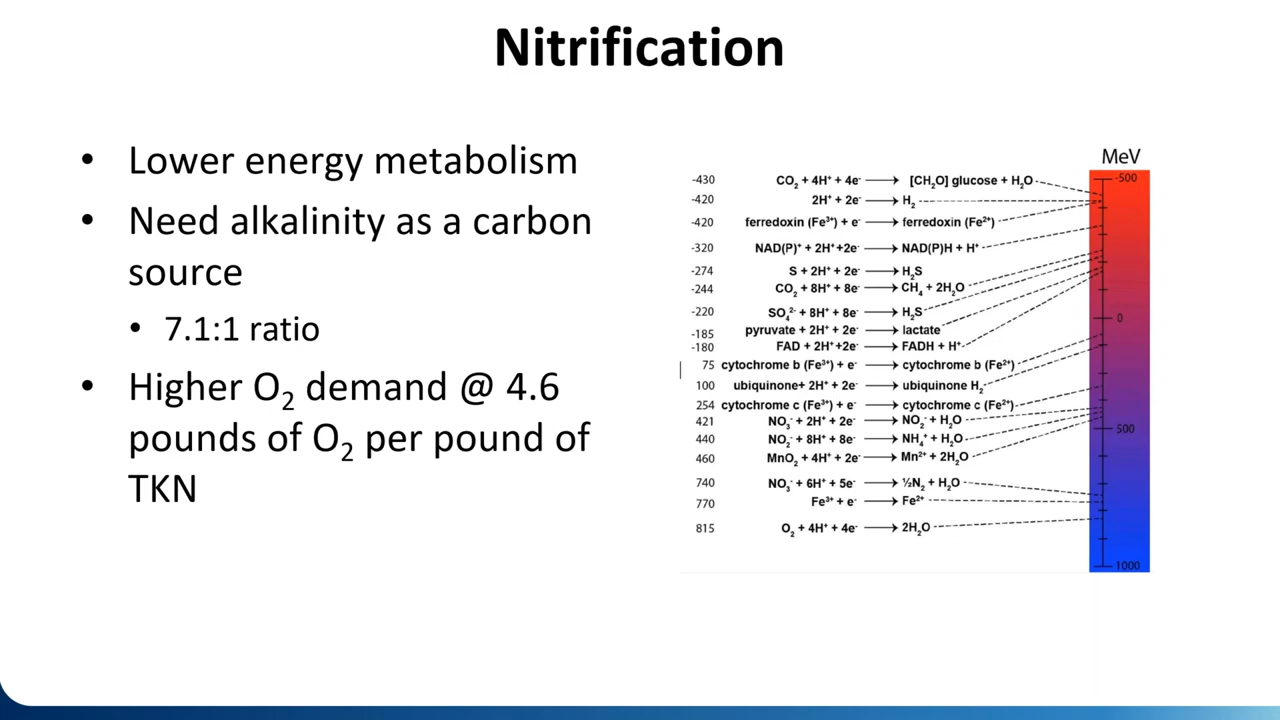 Nitrification
• Lower energy metabolism
• Need alkalinity as a carbon
source
• 7.1:1 ratio
• Higher O₂ demand @ 4.6
pounds of O₂ per pound of
TKN
MeV
-430 CO₂ + 4H⁺ + 4e⁻ → [CH₂O] glucose + H₂O
-420 2H⁺ + 2e⁻ → H₂
-420 ferredoxin (Fe³⁺) + e⁻ → ferredoxin (Fe²⁺)
-320 NAD(P)⁺ + 2H⁺+2e⁻ → NAD(P)H + H⁺
-274 S + 2H⁺ + 2e⁻ → H₂S
-244 CO₂ + 8H⁺ + 8e⁻ → CH₄ + 2H₂O
-220 SO₄²⁻ + 8H⁺ + 8e⁻ → H₂S
-185 pyruvate + 2H⁺ + 2e⁻ → lactate
-180 FAD + 2H⁺+2e⁻ → FADH + H⁺
75 cytochrome b (Fe³⁺) + e⁻ → cytochrome b (Fe²⁺)
100 ubiquinone+ 2H⁺ + 2e⁻ → ubiquinone H₂
254 cytochrome c (Fe³⁺) + e⁻ → cytochrome c (Fe²⁺)
421 NO₃⁻ + 2H⁺ + 2e⁻ → NO₂⁻ + H₂O
440 NO₂⁻ + 8H⁺ + 8e⁻ → NH₄⁺ + H₂O
460 MnO₂ + 4H⁺ + 2e⁻ → Mn²⁺ + 2H₂O
740 NO₃⁻ + 6H⁺ + 5e⁻ → ½N₂ + H₂O
770 Fe³⁺ + e⁻ → Fe²⁺
815 O₂ + 4H⁺ + 4e⁻ → 2H₂O
-500
0
500
1000